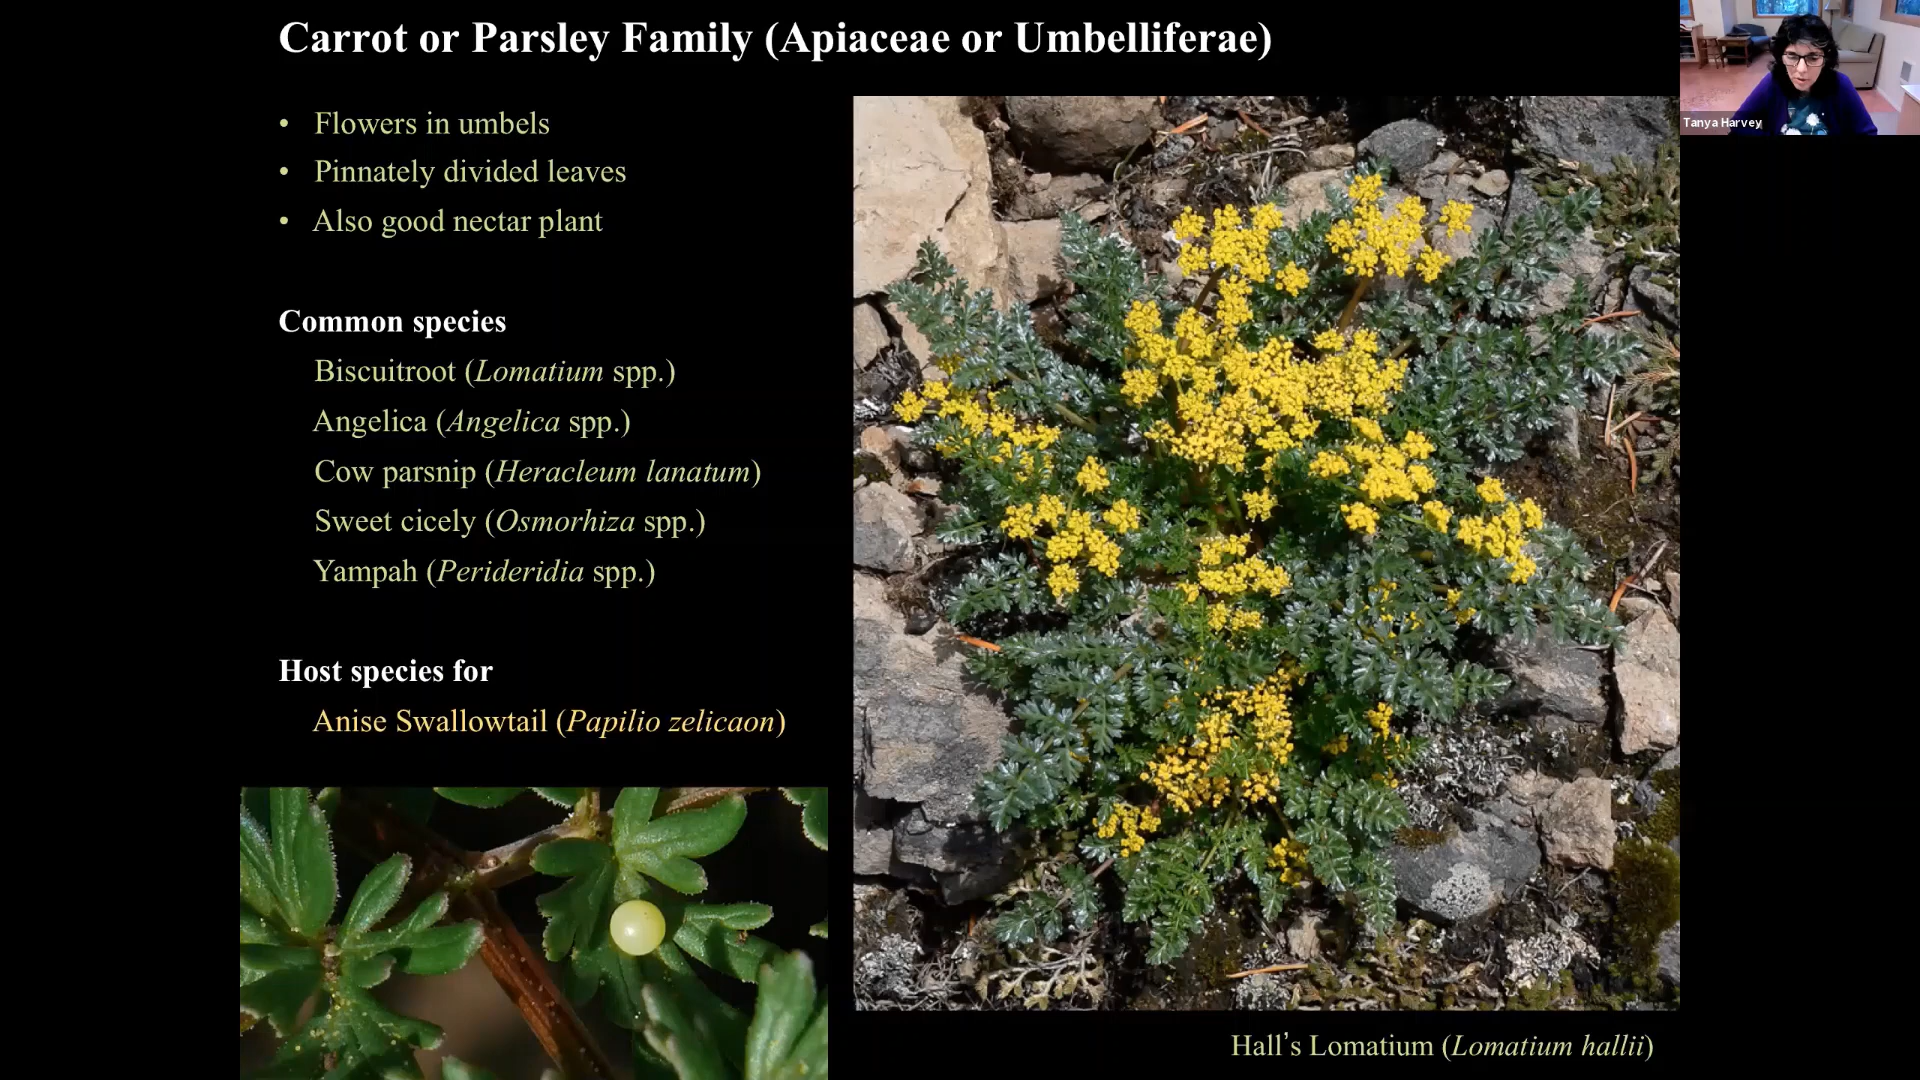 Carrot or Parsley Family (Apiaceae or Umbelliferae)
• Flowers in umbels
• Pinnately divided leaves
• Also good nectar plant
Common species
Biscuitroot (Lomatium spp.)
Angelica (Angelica spp.)
Cow parsnip (Heracleum lanatum)
Sweet cicely (Osmorhiza spp.)
Yampah (Perideridia spp.)
Host species for
Anise Swallowtail (Papilio zelicaon)
Hall’s Lomatium (Lomatium hallii)
Tanya Harvey